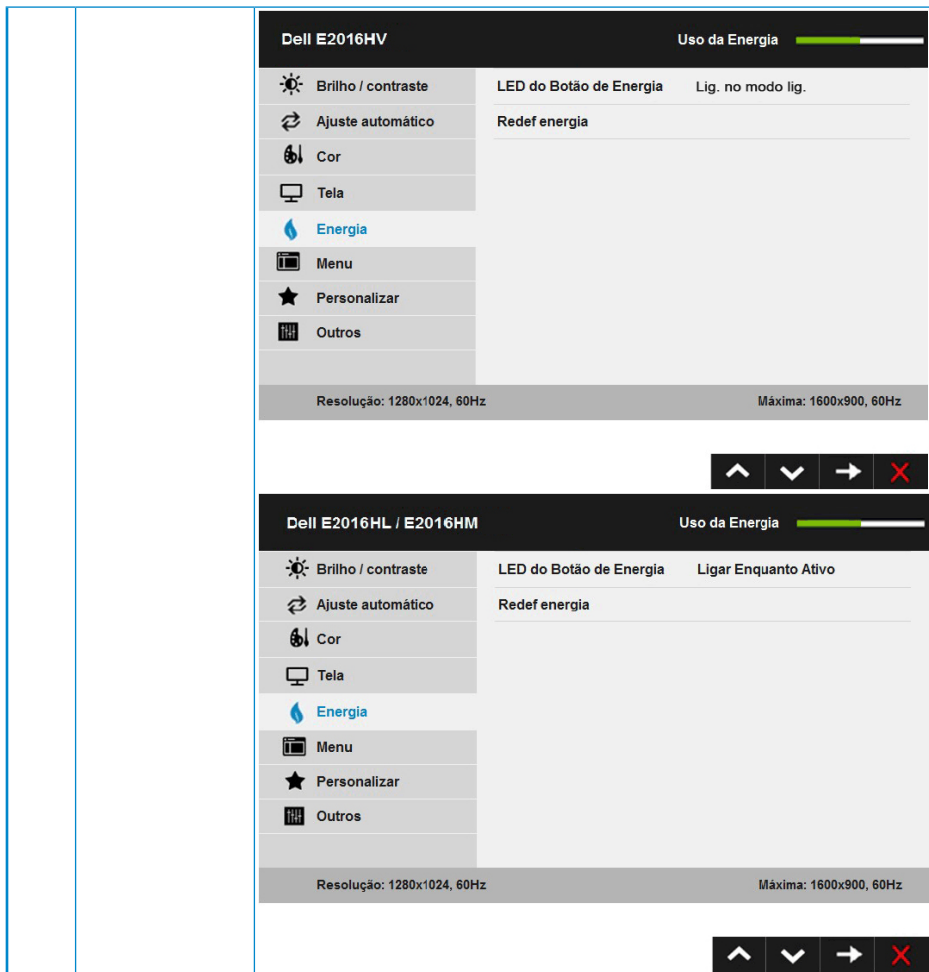 Dell E2016HV Uso da Energia
Brilho / contraste LED do Botão de Energia Lig. no modo lig.
Ajuste automático Redef energia
Cor
Tela
Energia
Menu
Personalizar
Outros
Resolução: 1280x1024, 60Hz Máxima: 1600x900, 60Hz
Dell E2016HL / E2016HM Uso da Energia
Brilho / contraste LED do Botão de Energia Ligar Enquanto Ativo
Ajuste automático Redef energia
Cor
Tela
Energia
Menu
Personalizar
Outros
Resolução: 1280x1024, 60Hz Máxima: 1600x900, 60Hz